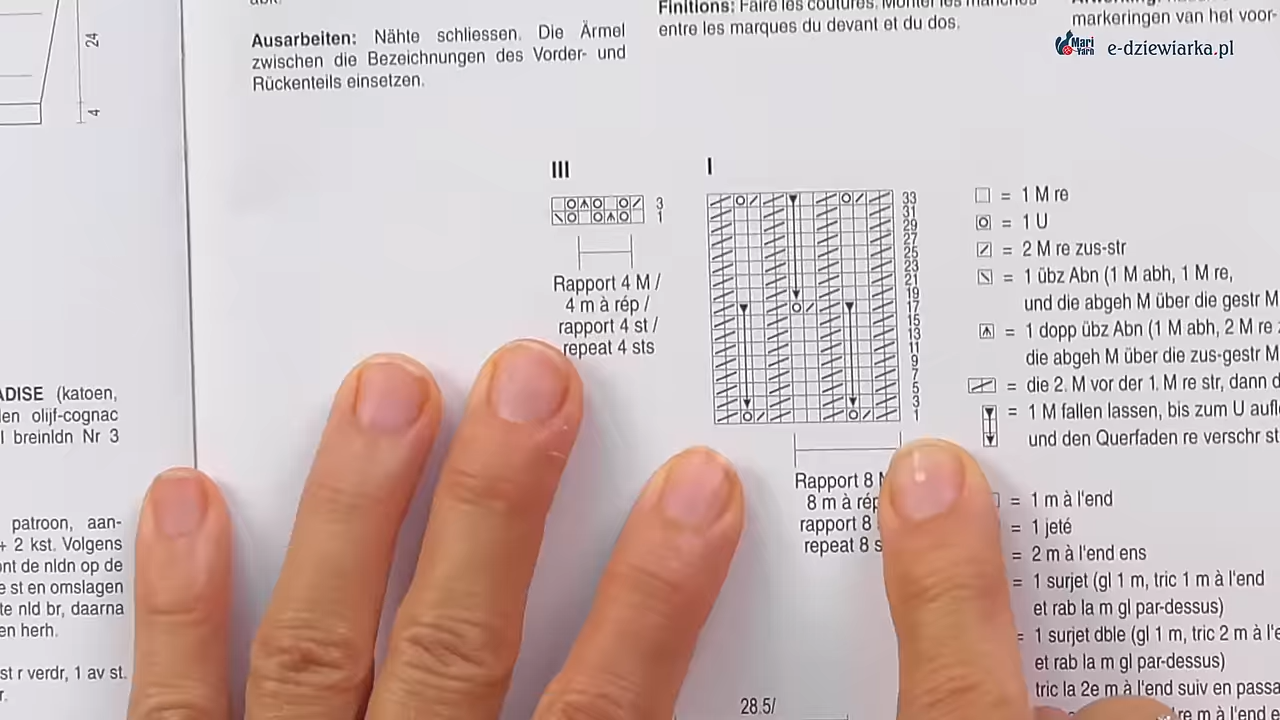 24
4
Ausarbeiten: Nähte schliessen. Die Ärmel
zwischen die Bezeichnungen des Vorder- und
Rückenteils einsetzen.
Finitions: Faire les coutures. Monter les manches
entre les marques du devant et du dos.
markeringen van het voor-
Mari
Yarn
e-dziewiarka.pl
III
3
1
Rapport 4 M /
4 m à rép /
rapport 4 st /
repeat 4 sts
I
33
31
29
27
25
23
21
19
17
15
13
11
9
7
5
3
1
Rapport 8
8 m à rép
rapport 8
repeat 8
= 1 M re
= 1 U
= 2 M re zus-str
= 1 übz Abn (1 M abh, 1 M re,
und die abgeh M über die gestr M
= 1 dopp übz Abn (1 M abh, 2 M re
die abgeh M über die zus-gestr M
= die 2. M vor der 1. M re str, dann
= 1 M fallen lassen, bis zum U
und den Querfaden re verschr
= 1 m à l'end
= 1 jeté
= 2 m à l'end ens
= 1 surjet (gl 1 m, tric 1 m à l'end
et rab la m gl par-dessus)
= 1 surjet dble (gl 1 m, tric 2 m à
et rab la m gl par-dessus)
tric la 2e m à l'end suiv en
re m à l'end
ADISE (katoen,
olijf-cognac
breinldn Nr 3
patroon, aan-
+ 2 kst. Volgens
de nldn op de
st en omslagen
nld br, daarna
en herh.
st r verdr, 1 av st.
28.5/